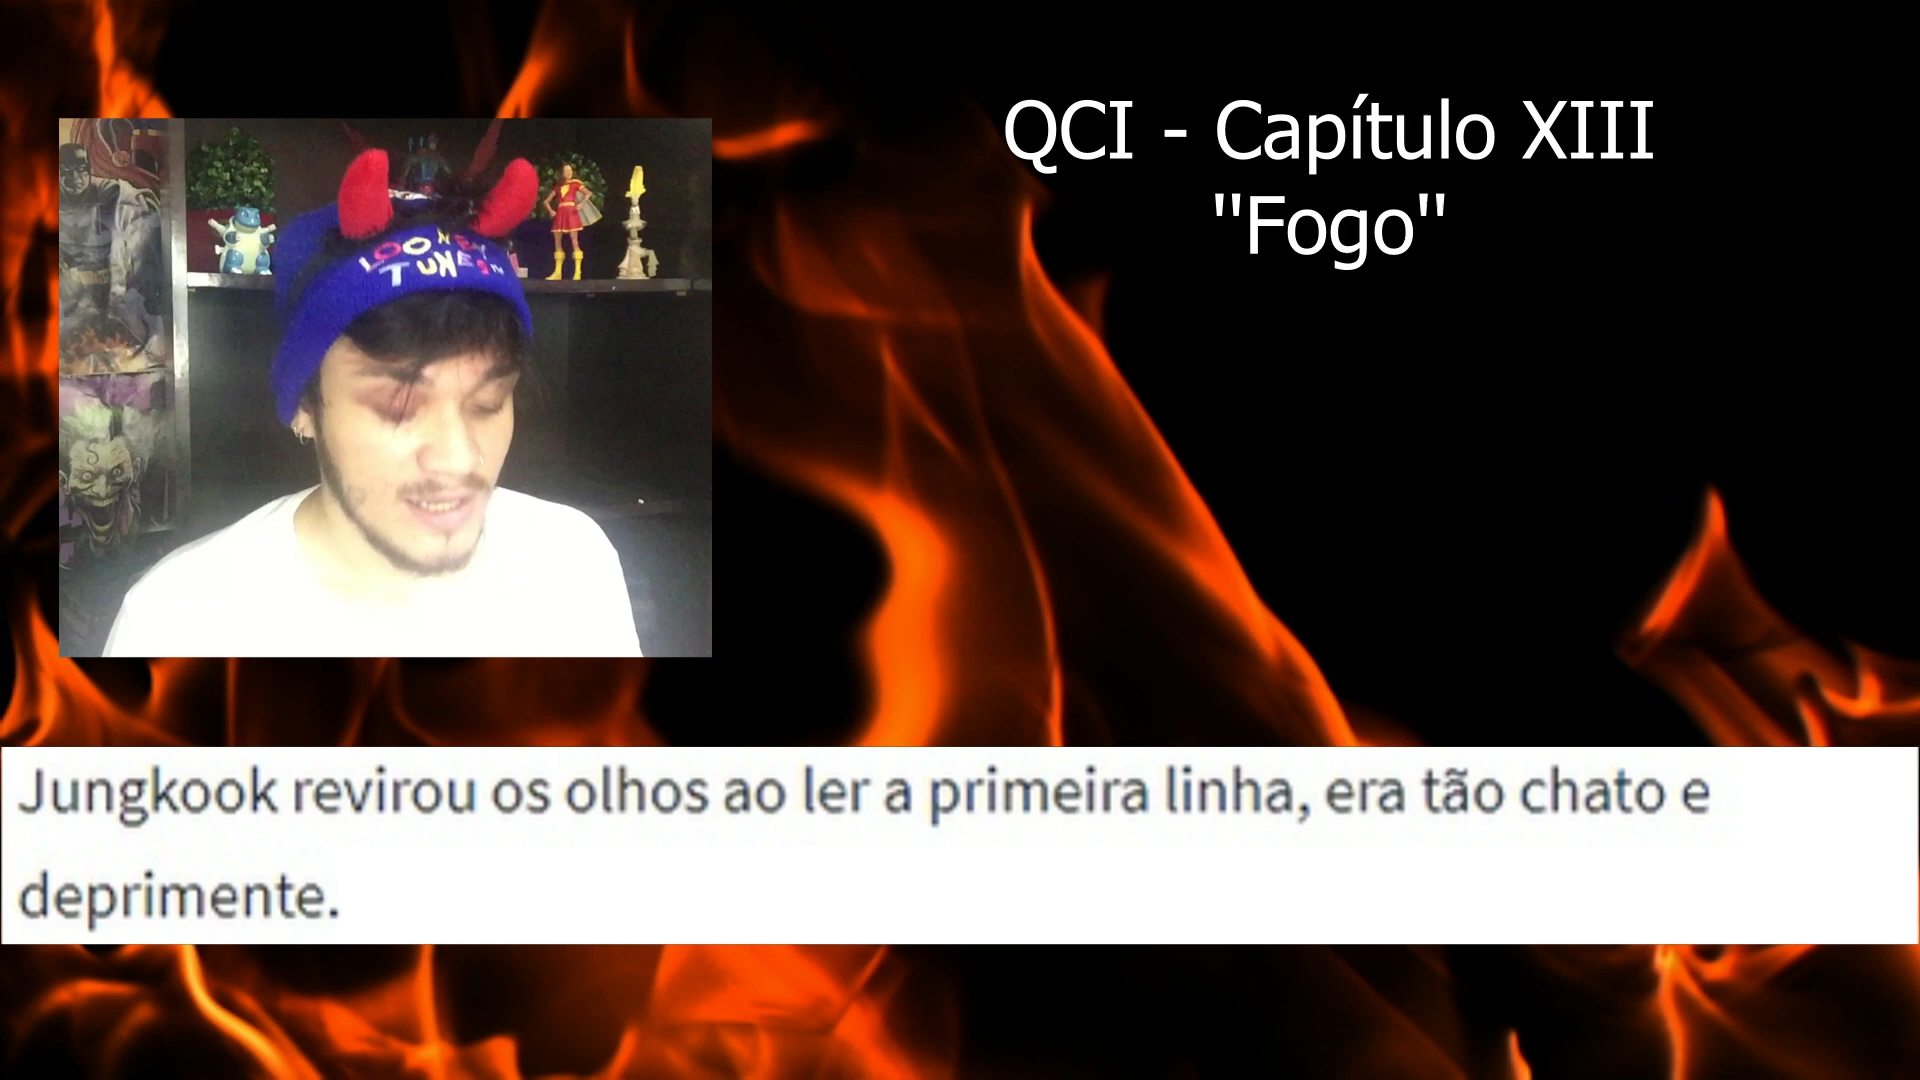 QCI - Capítulo XIII
"Fogo"
LOONEY
TUNES
Jungkook revirou os olhos ao ler a primeira linha, era tão chato e
deprimente.